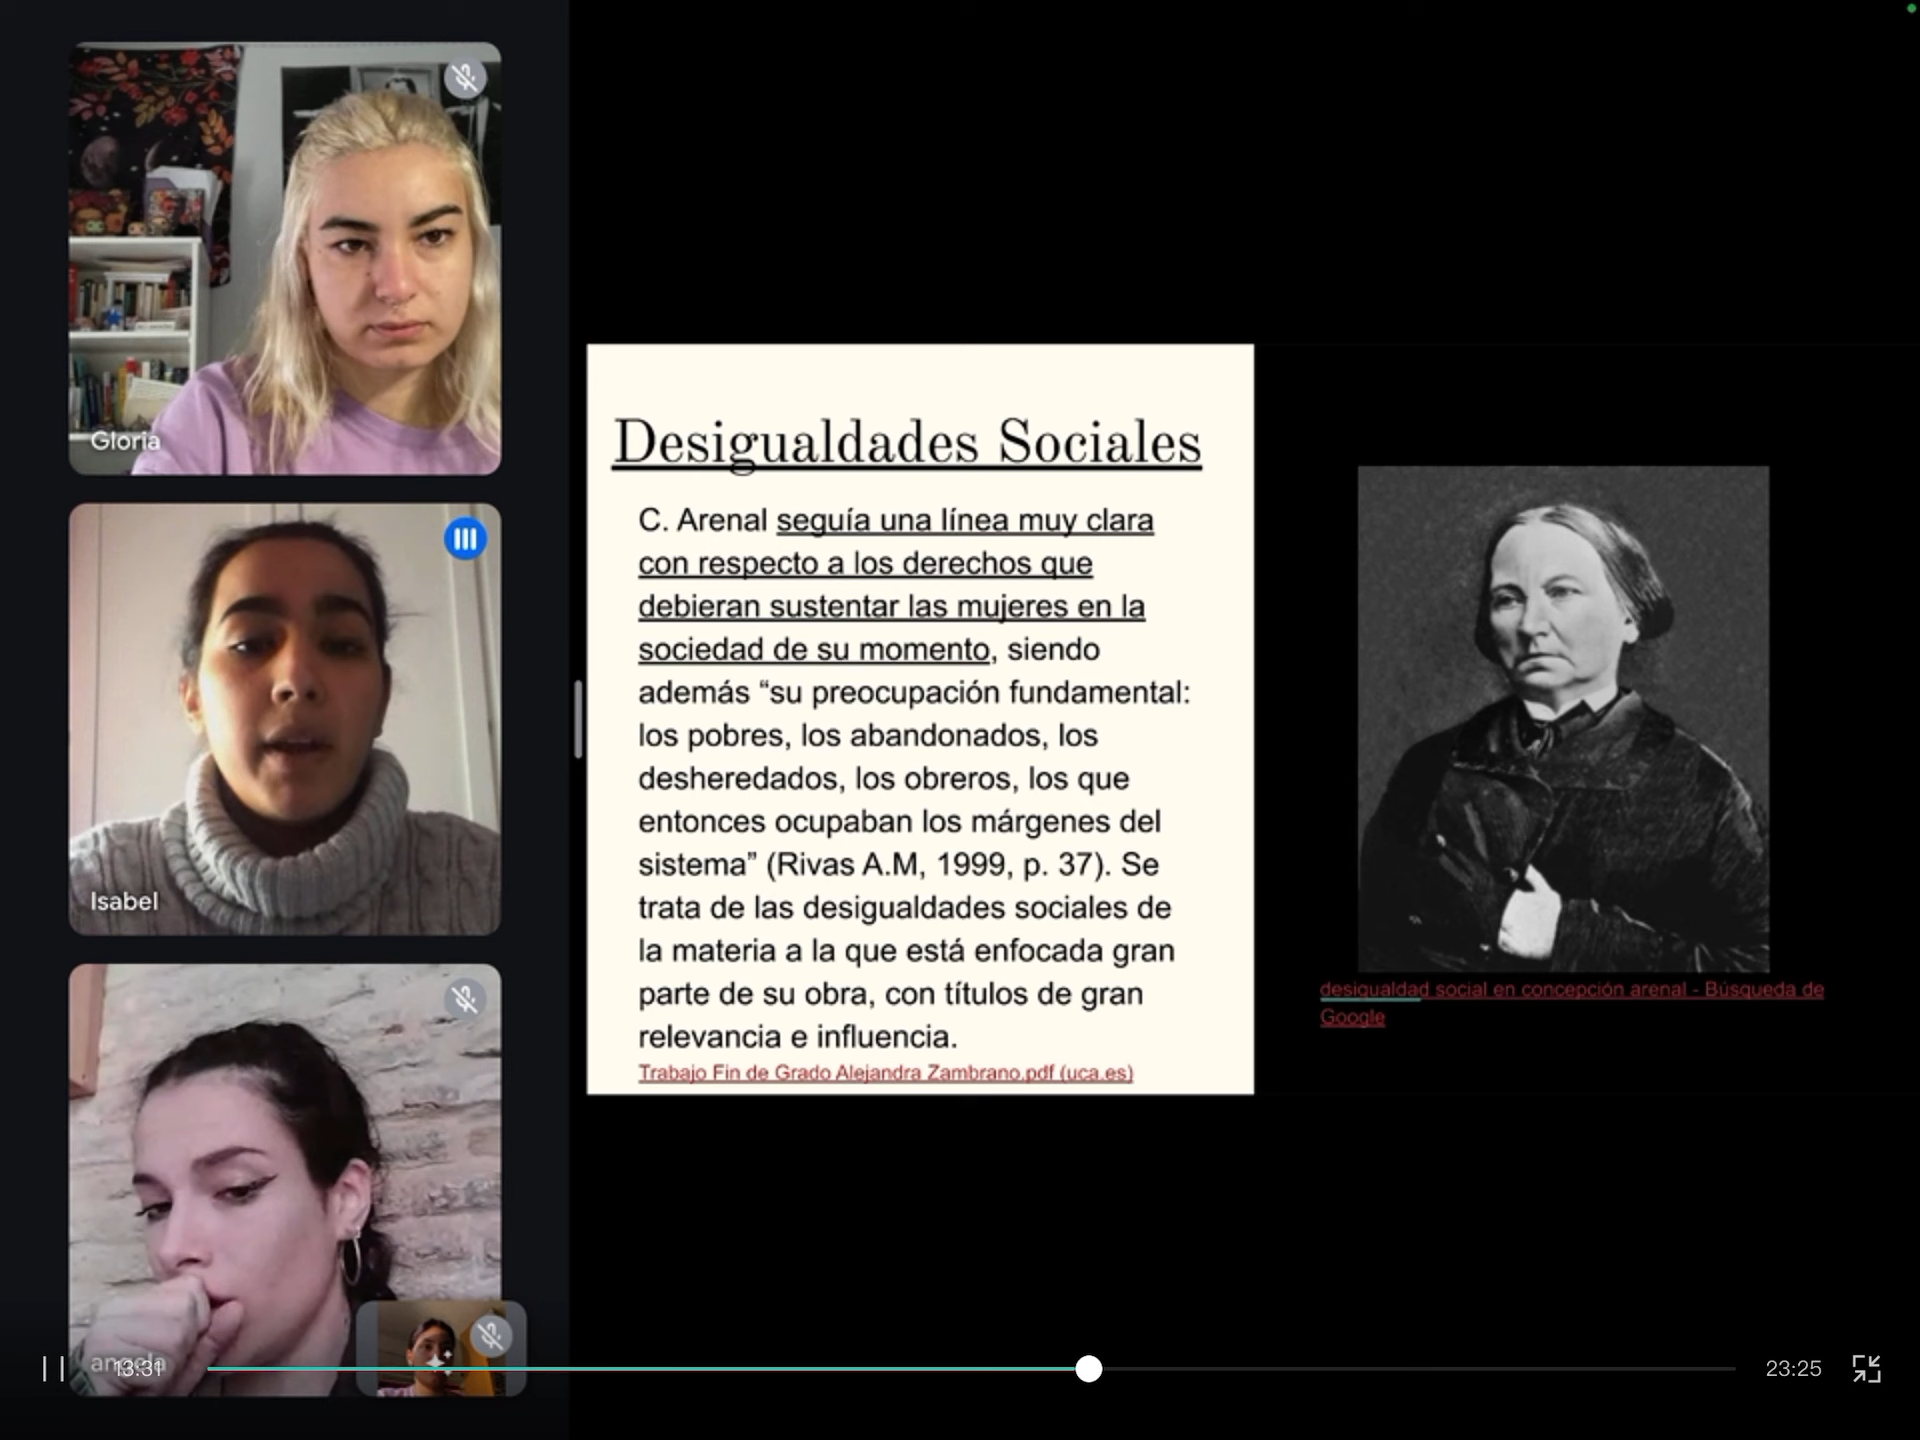 Gloria
Isabel
angela
Desigualdades Sociales
C. Arenal seguía una línea muy clara
con respecto a los derechos que
debieran sustentar las mujeres en la
sociedad de su momento, siendo
además “su preocupación fundamental:
los pobres, los abandonados, los
desheredados, los obreros, los que
entonces ocupaban los márgenes del
sistema” (Rivas A.M, 1999, p. 37). Se
trata de las desigualdades sociales de
la materia a la que está enfocada gran
parte de su obra, con títulos de gran
relevancia e influencia.
Trabajo Fin de Grado Alejandra Zambrano.pdf (uca.es)
desigualdad social en concepción arenal - Búsqueda de
Google
13:31
23:25